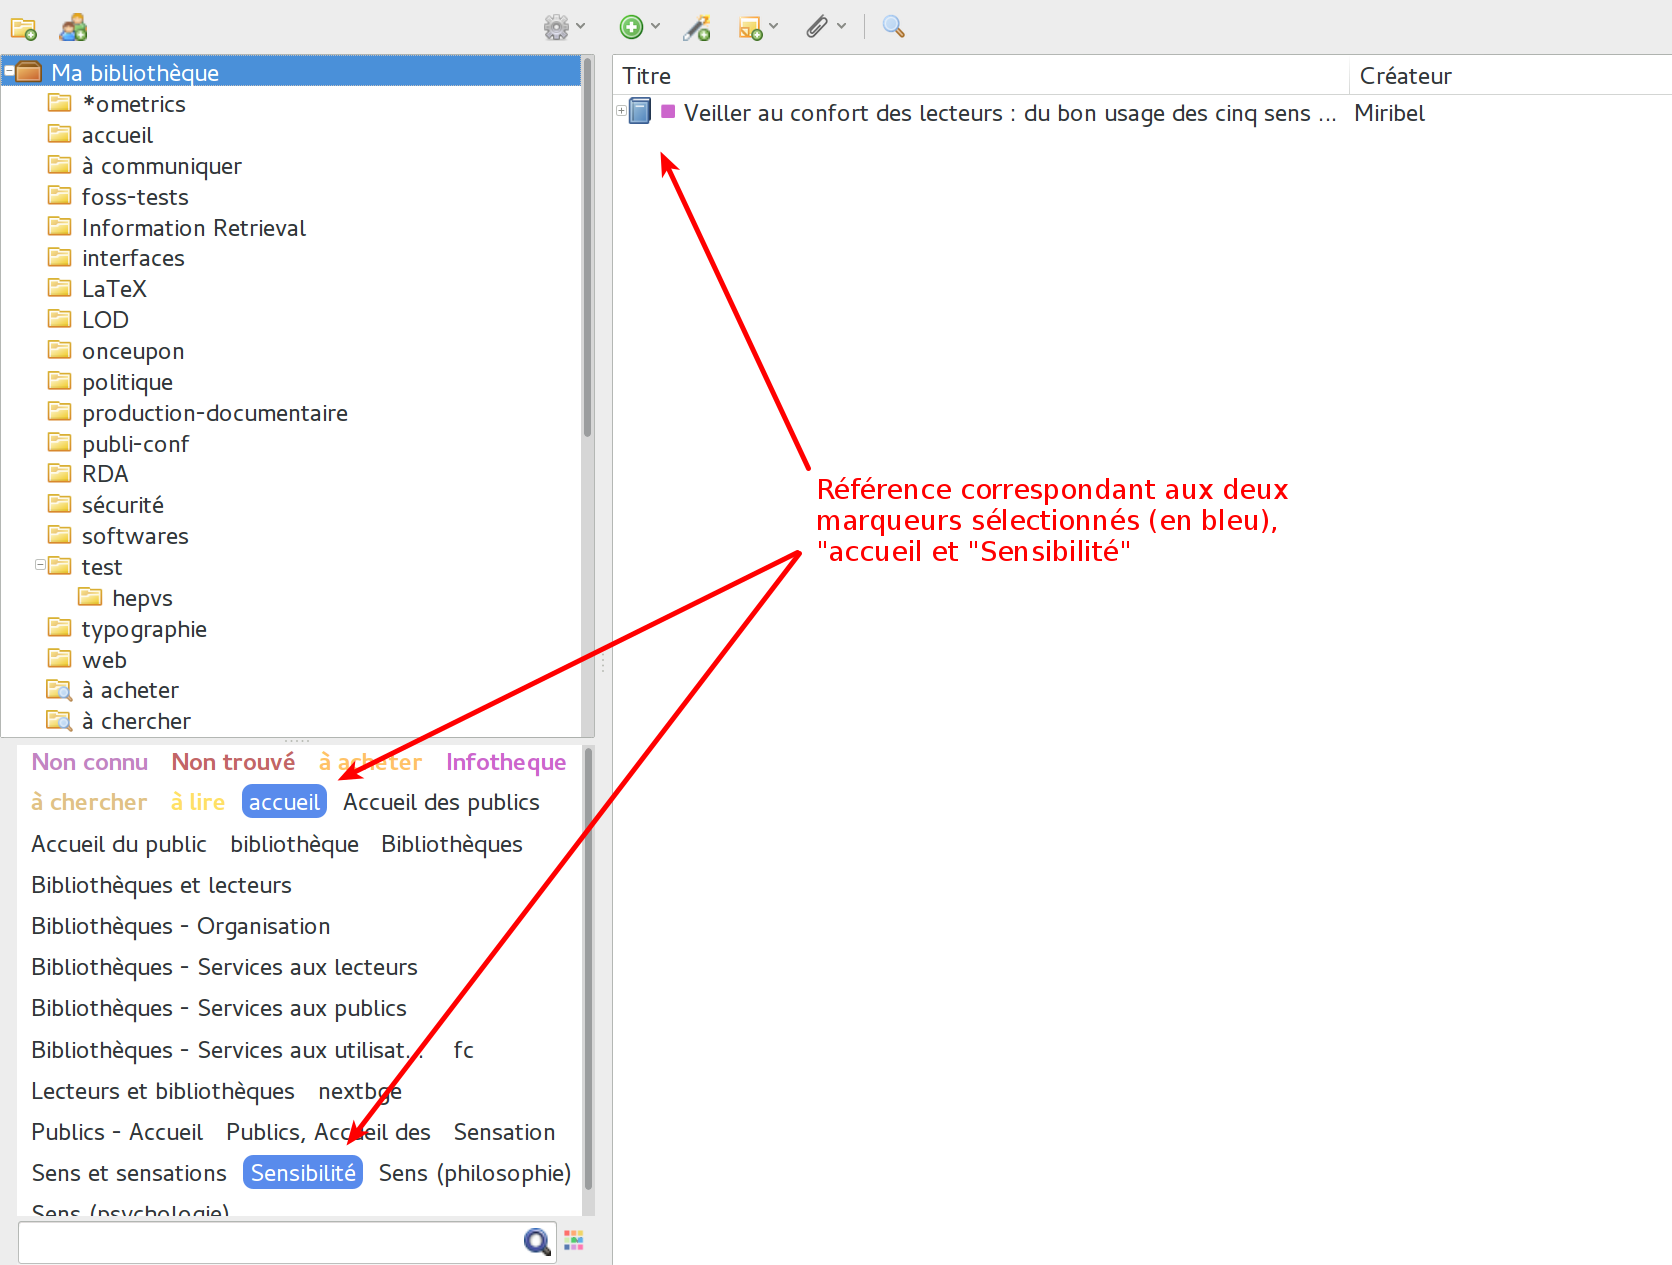 Ma bibliothèque
*ometrics
accueil
à communiquer
foss-tests
Information Retrieval
interfaces
LaTeX
LOD
onceupon
politique
production-documentaire
publi-conf
RDA
sécurité
softwares
test
hepvs
typographie
web
à acheter
à chercher
Non connu Non trouvé à acheter Infotheque
à chercher à lire accueil Accueil des publics
Accueil du public bibliothèque Bibliothèques
Bibliothèques et lecteurs
Bibliothèques - Organisation
Bibliothèques - Services aux lecteurs
Bibliothèques - Services aux publics
Bibliothèques - Services aux utilisat... fc
Lecteurs et bibliothèques nextbge
Publics - Accueil Publics, Accueil des Sensation
Sens et sensations Sensibilité Sens (philosophie)
Sens (psychologie)
Titre Créateur
Veiller au confort des lecteurs : du bon usage des cinq sens ... Miribel
Référence correspondant aux deux
marqueurs sélectionnés (en bleu),
"accueil et "Sensibilité"